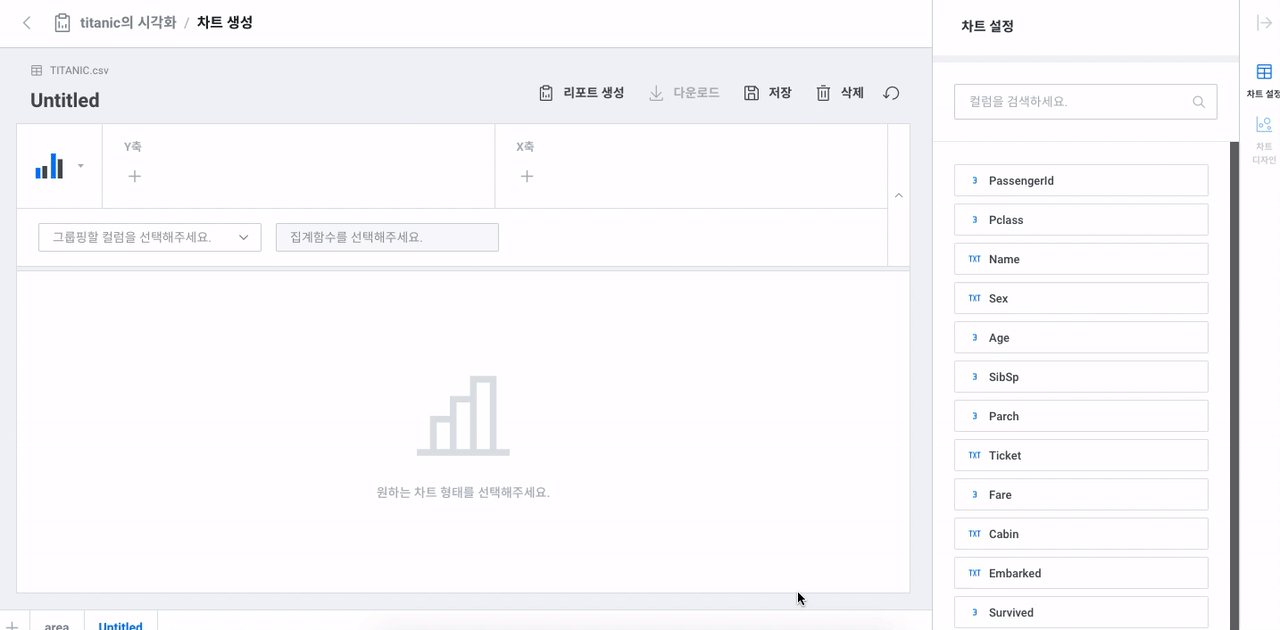 titanic의 시각화 / 차트 생성
TITANIC.csv
Untitled
리포트 생성
다운로드
저장
삭제
Y축
X축
그룹핑할 컬럼을 선택해주세요.
집계함수를 선택해주세요.
원하는 차트 형태를 선택해주세요.
area
Untitled
차트 설정
컬럼을 검색하세요.
3 PassengerId
3 Pclass
TXT Name
TXT Sex
3 Age
3 SibSp
3 Parch
TXT Ticket
3 Fare
TXT Cabin
TXT Embarked
3 Survived
차트 설정
차트
디자인